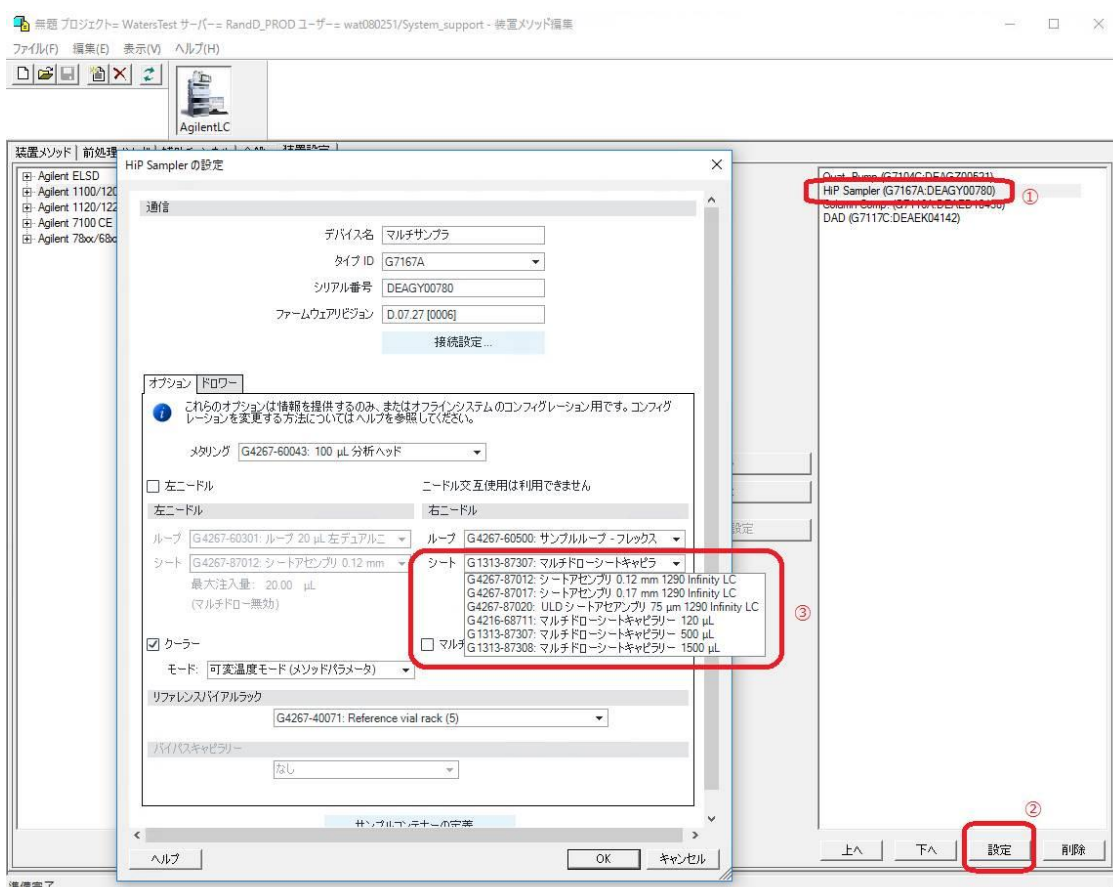 無題 プロジェクト= WatersTest サーバー= RandD_PROD ユーザー= wat080251/System_support - 装置メソッド編集
ファイル(F) 編集(E) 表示(V) ヘルプ(H)
AgilentLC
装置メソッド 前処理
Agilent ELSD
Agilent 1100/120
Agilent 1120/122
Agilent 7100 CE
Agilent 78xx/68x
HiP Sampler の設定
通信
デバイス名 マルチサンプラ
タイプ ID G7167A
シリアル番号 DEAGY00780
ファームウェアリビジョン D.07.27 [0006]
接続設定...
オプション ドロワー
これらのオプションは情報を提供するのみ、またはオフラインシステムのコンフィグレーション用です。コンフィグ
レーションを変更する方法についてはヘルプを参照してください。
メタリング G4267-60043: 100 μL 分析ヘッド
左ニードル ニードル交互使用は利用できません
左ニードル 右ニードル
ループ G4267-60301: ループ 20 μL 左デュアルニ ループ G4267-60500: サンプルループ - フレックス
シート G4267-87012: シートアセンブリ 0.12 mm シート G1313-87307: マルチドローシートキャピラ
最大注入量: 20.00 μL
(マルチドロー無効)
G4267-87012: シートアセンブリ 0.12 mm 1290 Infinity LC
G4267-87017: シートアセンブリ 0.17 mm 1290 Infinity LC
G4267-87020: ULD シートアセアンブリ 75 μm 1290 Infinity LC
G4216-68711: マルチドローシートキャピラリー 120 μL
G1313-87307: マルチドローシートキャピラリー 500 μL
G1313-87308: マルチドローシートキャピラリー 1500 μL
③
クーラー マルチ
モード: 可変温度モード (メソッドパラメータ)
リファレンスバイアルラック
G4267-40071: Reference vial rack (5)
バイパスキャピラリー
なし
サンプルコンテナーの定義
ヘルプ OK キャンセル
設定
Quat. Pump (G7104C:DEAGZ00521)
HiP Sampler (G7167A:DEAGY00780)
①
DAD (G7117C:DEAEK04142)
②
上へ 下へ 設定 削除
準備完了